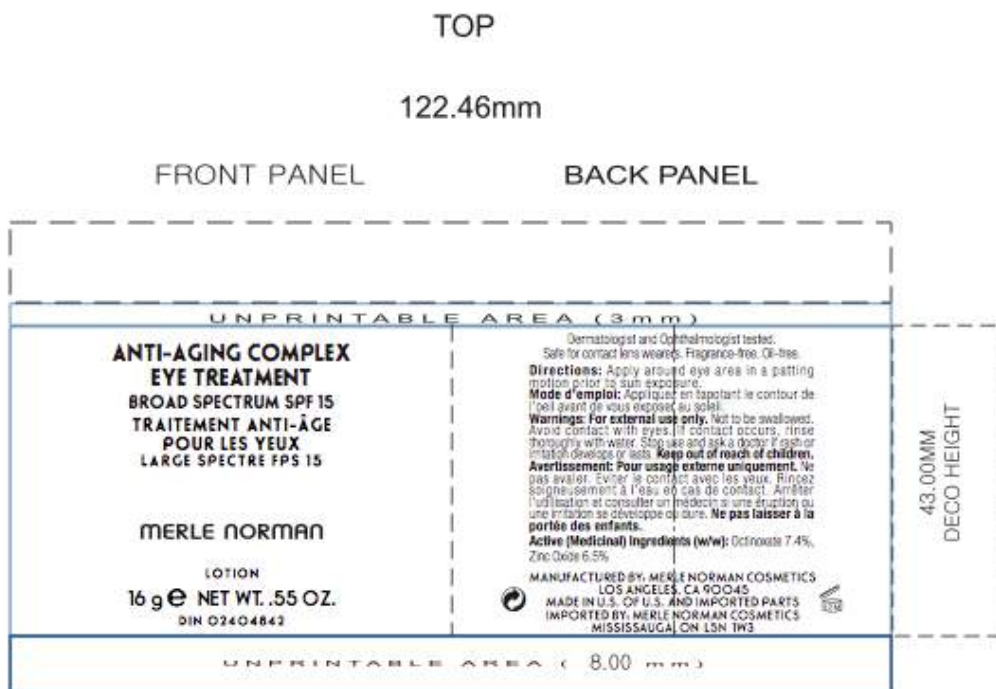 TOP
122.46mm
FRONT PANEL
BACK PANEL
UNPRINTABLE AREA (3mm)
ANTI-AGING COMPLEX
EYE TREATMENT
BROAD SPECTRUM SPF 15
TRAITEMENT ANTI-ÂGE
POUR LES YEUX
LARGE SPECTRE FPS 15
MERLE NORMAN
LOTION
16 g e NET WT. .55 OZ.
DIN 02404842
Dermatologist and Ophthalmologist tested.
Safe for contact lens wearers. Fragrance-free. Oil-free.
Directions: Apply around eye area in a patting
motion prior to sun exposure.
Mode d'emploi: Appliquez en tapotant le contour de
l'oeil avant de vous exposer au soleil.
Warnings: For external use only. Not to be swallowed.
Avoid contact with eyes. If contact occurs, rinse
thoroughly with water. Stop use and ask a doctor if rash or
irritation develops or lasts. Keep out of reach of children.
Avertissement: Pour usage externe uniquement. Ne
pas avaler. Eviter le contact avec les yeux. Rincez
soigneusement à l'eau en cas de contact. Arrêter
l'utilisation et consulter un médecin si une éruption ou
une irritation se développe ou dure. Ne pas laisser à la
portée des enfants.
Active (Medicinal) Ingredients (w/w): Octinoxate 7.4%,
Zinc Oxide 6.5%
MANUFACTURED BY: MERLE NORMAN COSMETICS
LOS ANGELES, CA 90045
MADE IN U.S. OF U.S. AND IMPORTED PARTS
IMPORTED BY: MERLE NORMAN COSMETICS
MISSISSAUGA, ON L5N 1W3
43.00MM
DECO HEIGHT
UNPRINTABLE AREA ( 8.00 mm)